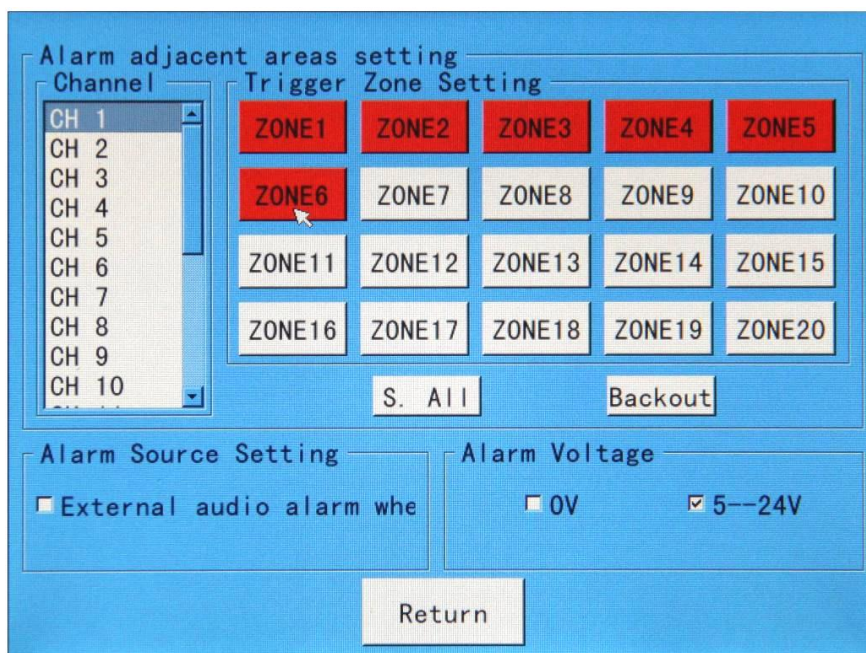 Alarm adjacent areas setting
Channel
Trigger Zone Setting
CH 1
CH 2
CH 3
CH 4
CH 5
CH 6
CH 7
CH 8
CH 9
CH 10
ZONE1 ZONE2 ZONE3 ZONE4 ZONE5
ZONE6 ZONE7 ZONE8 ZONE9 ZONE10
ZONE11 ZONE12 ZONE13 ZONE14 ZONE15
ZONE16 ZONE17 ZONE18 ZONE19 ZONE20
S. All Backout
Alarm Source Setting
External audio alarm whe
Alarm Voltage
0V 5--24V
Return